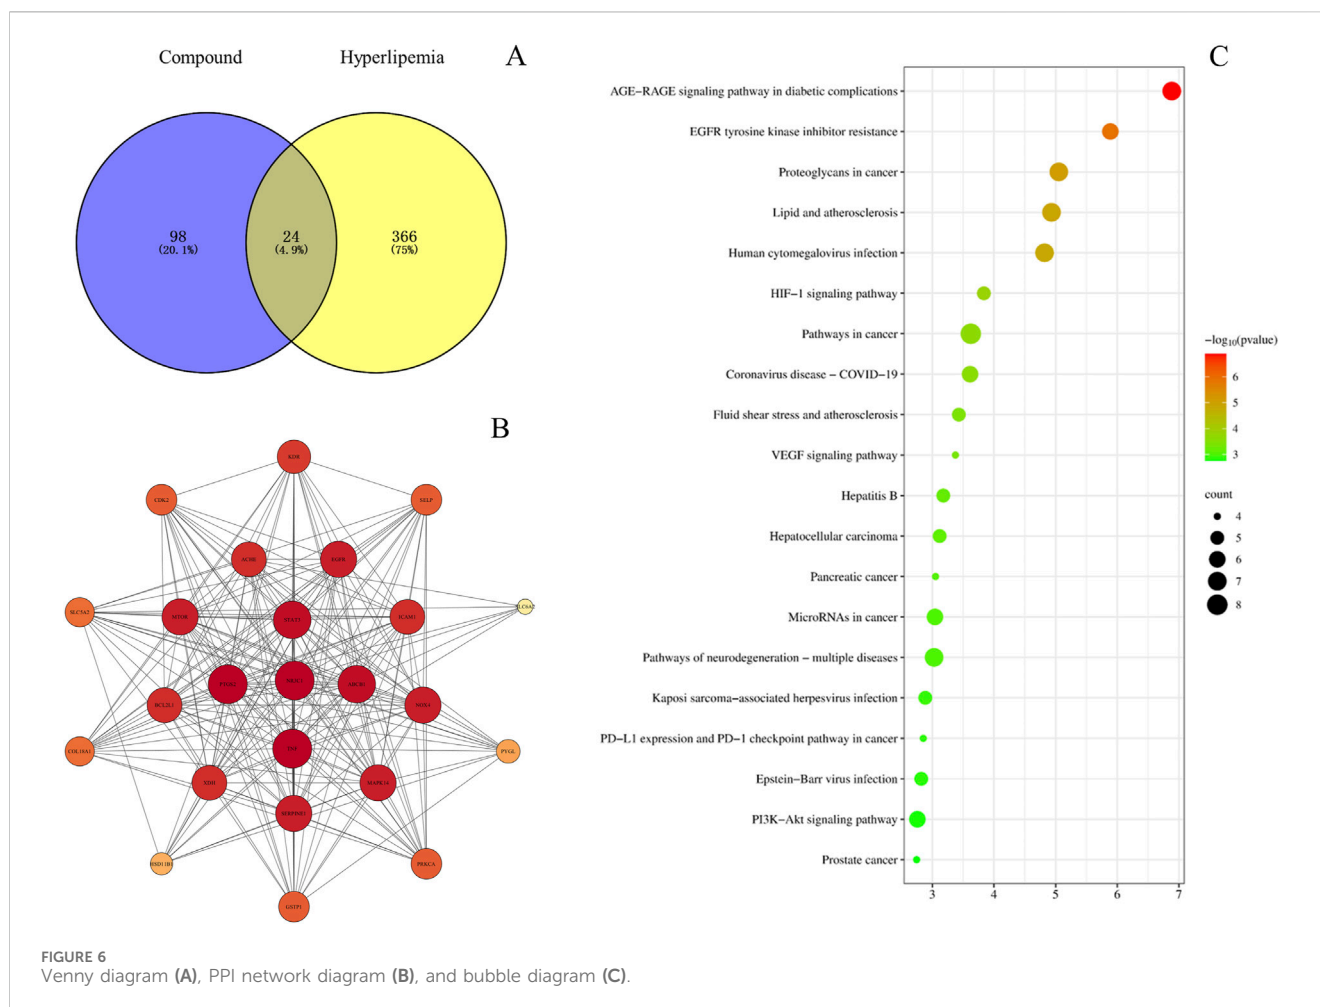 Compound
Hyperlipemia
A
98
(20.1%)
24
(4.9%)
366
(75%)
B
KDR
CDK2
SELP
ACHE
EGFR
SLC5A2
MTOR
STAT3
ICAM1
SLC6A2
PTGS2
NR3C1
ABCB1
BCL2L1
NOX4
COL18A1
PYGL
XDH
MAPK14
SERPINE1
HSD11B1
PRKCA
GSTP1
C
AGE−RAGE signaling pathway in diabetic complications
EGFR tyrosine kinase inhibitor resistance
Proteoglycans in cancer
Lipid and atherosclerosis
Human cytomegalovirus infection
HIF−1 signaling pathway
Pathways in cancer
Coronavirus disease − COVID−19
Fluid shear stress and atherosclerosis
VEGF signaling pathway
Hepatitis B
Hepatocellular carcinoma
Pancreatic cancer
MicroRNAs in cancer
Pathways of neurodegeneration − multiple diseases
Kaposi sarcoma−associated herpesvirus infection
PD−L1 expression and PD−1 checkpoint pathway in cancer
Epstein−Barr virus infection
PI3K−Akt signaling pathway
Prostate cancer
3 4 5 6 7
−log10(pvalue)
6
5
4
3
count
4
5
6
7
8
FIGURE 6
Venny diagram (A), PPI network diagram (B), and bubble diagram (C).